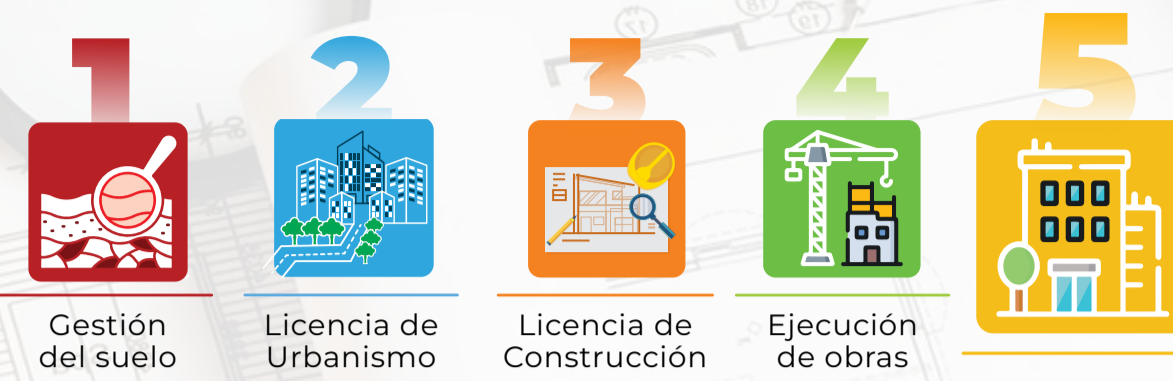 1
2
3
4
5
Gestión
del suelo
Licencia de
Urbanismo
Licencia de
Construcción
Ejecución
de obras